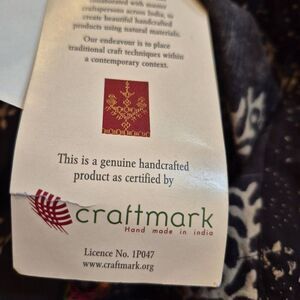 collaborated with master
craftspersons across India, to
create beautiful handcrafted
products using natural materials.
Our endeavour is to place
traditional craft techniques within
a contemporary context.
This is a genuine handcrafted
product as certified by
craftmark
Hand made in india
Licence No. 1P047
www.craftmark.org